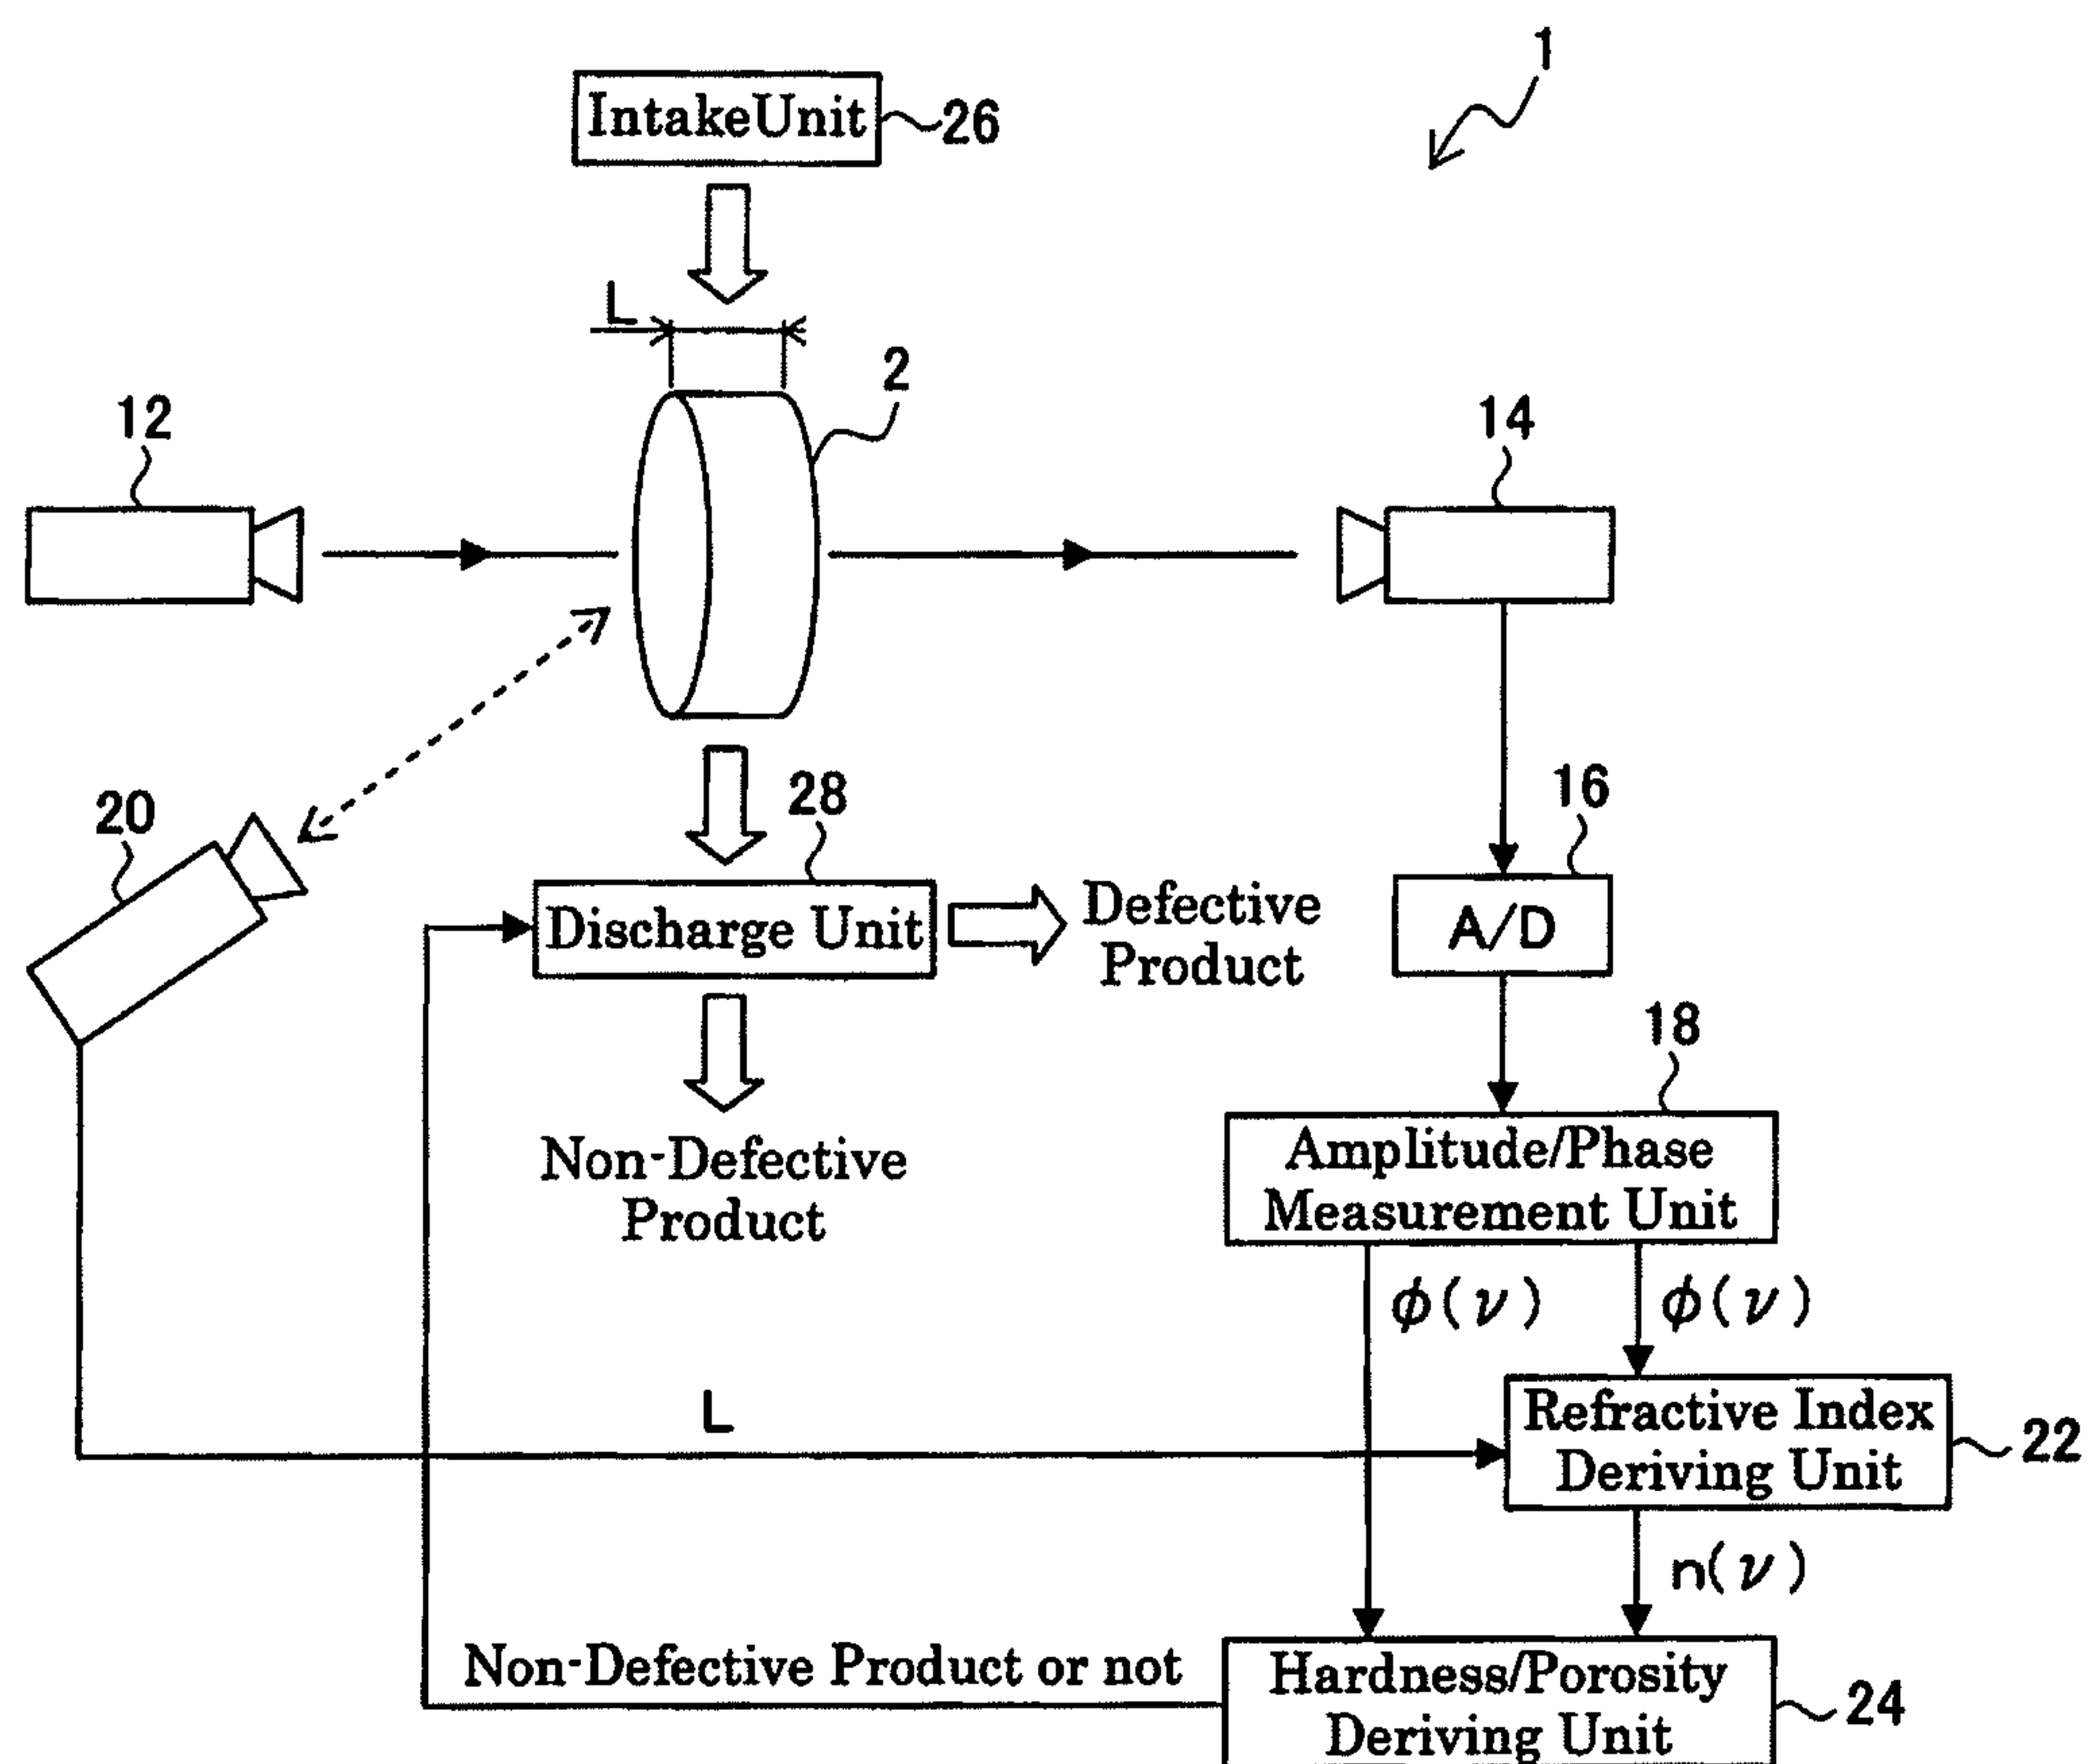 1
IntakeUnit
26
L
2
12
14
20
28
16
Discharge Unit
Defective
Product
A/D
18
Non-Defective
Product
Amplitude/Phase
Measurement Unit
ϕ(ν)
ϕ(ν)
L
Refractive Index
Deriving Unit
22
n(ν)
Non-Defective Product or not
Hardness/Porosity
Deriving Unit
24